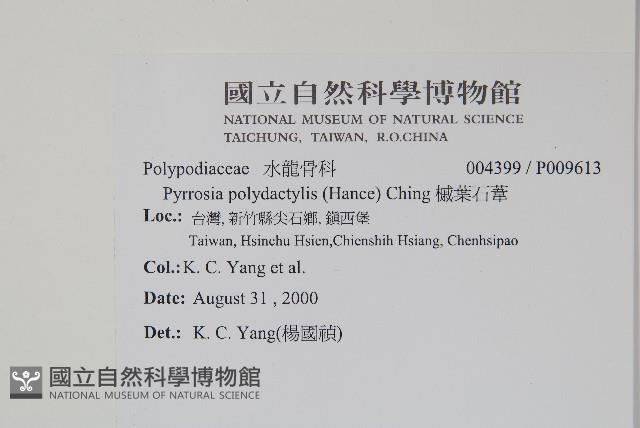 國立自然科學博物館
NATIONAL MUSEUM OF NATURAL SCIENCE
TAICHUNG, TAIWAN, R.O.CHINA
Polypodiaceae 水龍骨科 004399 / P009613
Pyrrosia polydactylis (Hance) Ching 槭葉石葦
Loc.: 台灣, 新竹縣尖石鄉, 鎮西堡
Taiwan, Hsinchu Hsien,Chienshih Hsiang, Chenhsipao
Col.: K. C. Yang et al.
Date: August 31 , 2000
Det.: K. C. Yang(楊國禎)
國立自然科學博物館
NATIONAL MUSEUM OF NATURAL SCIENCE